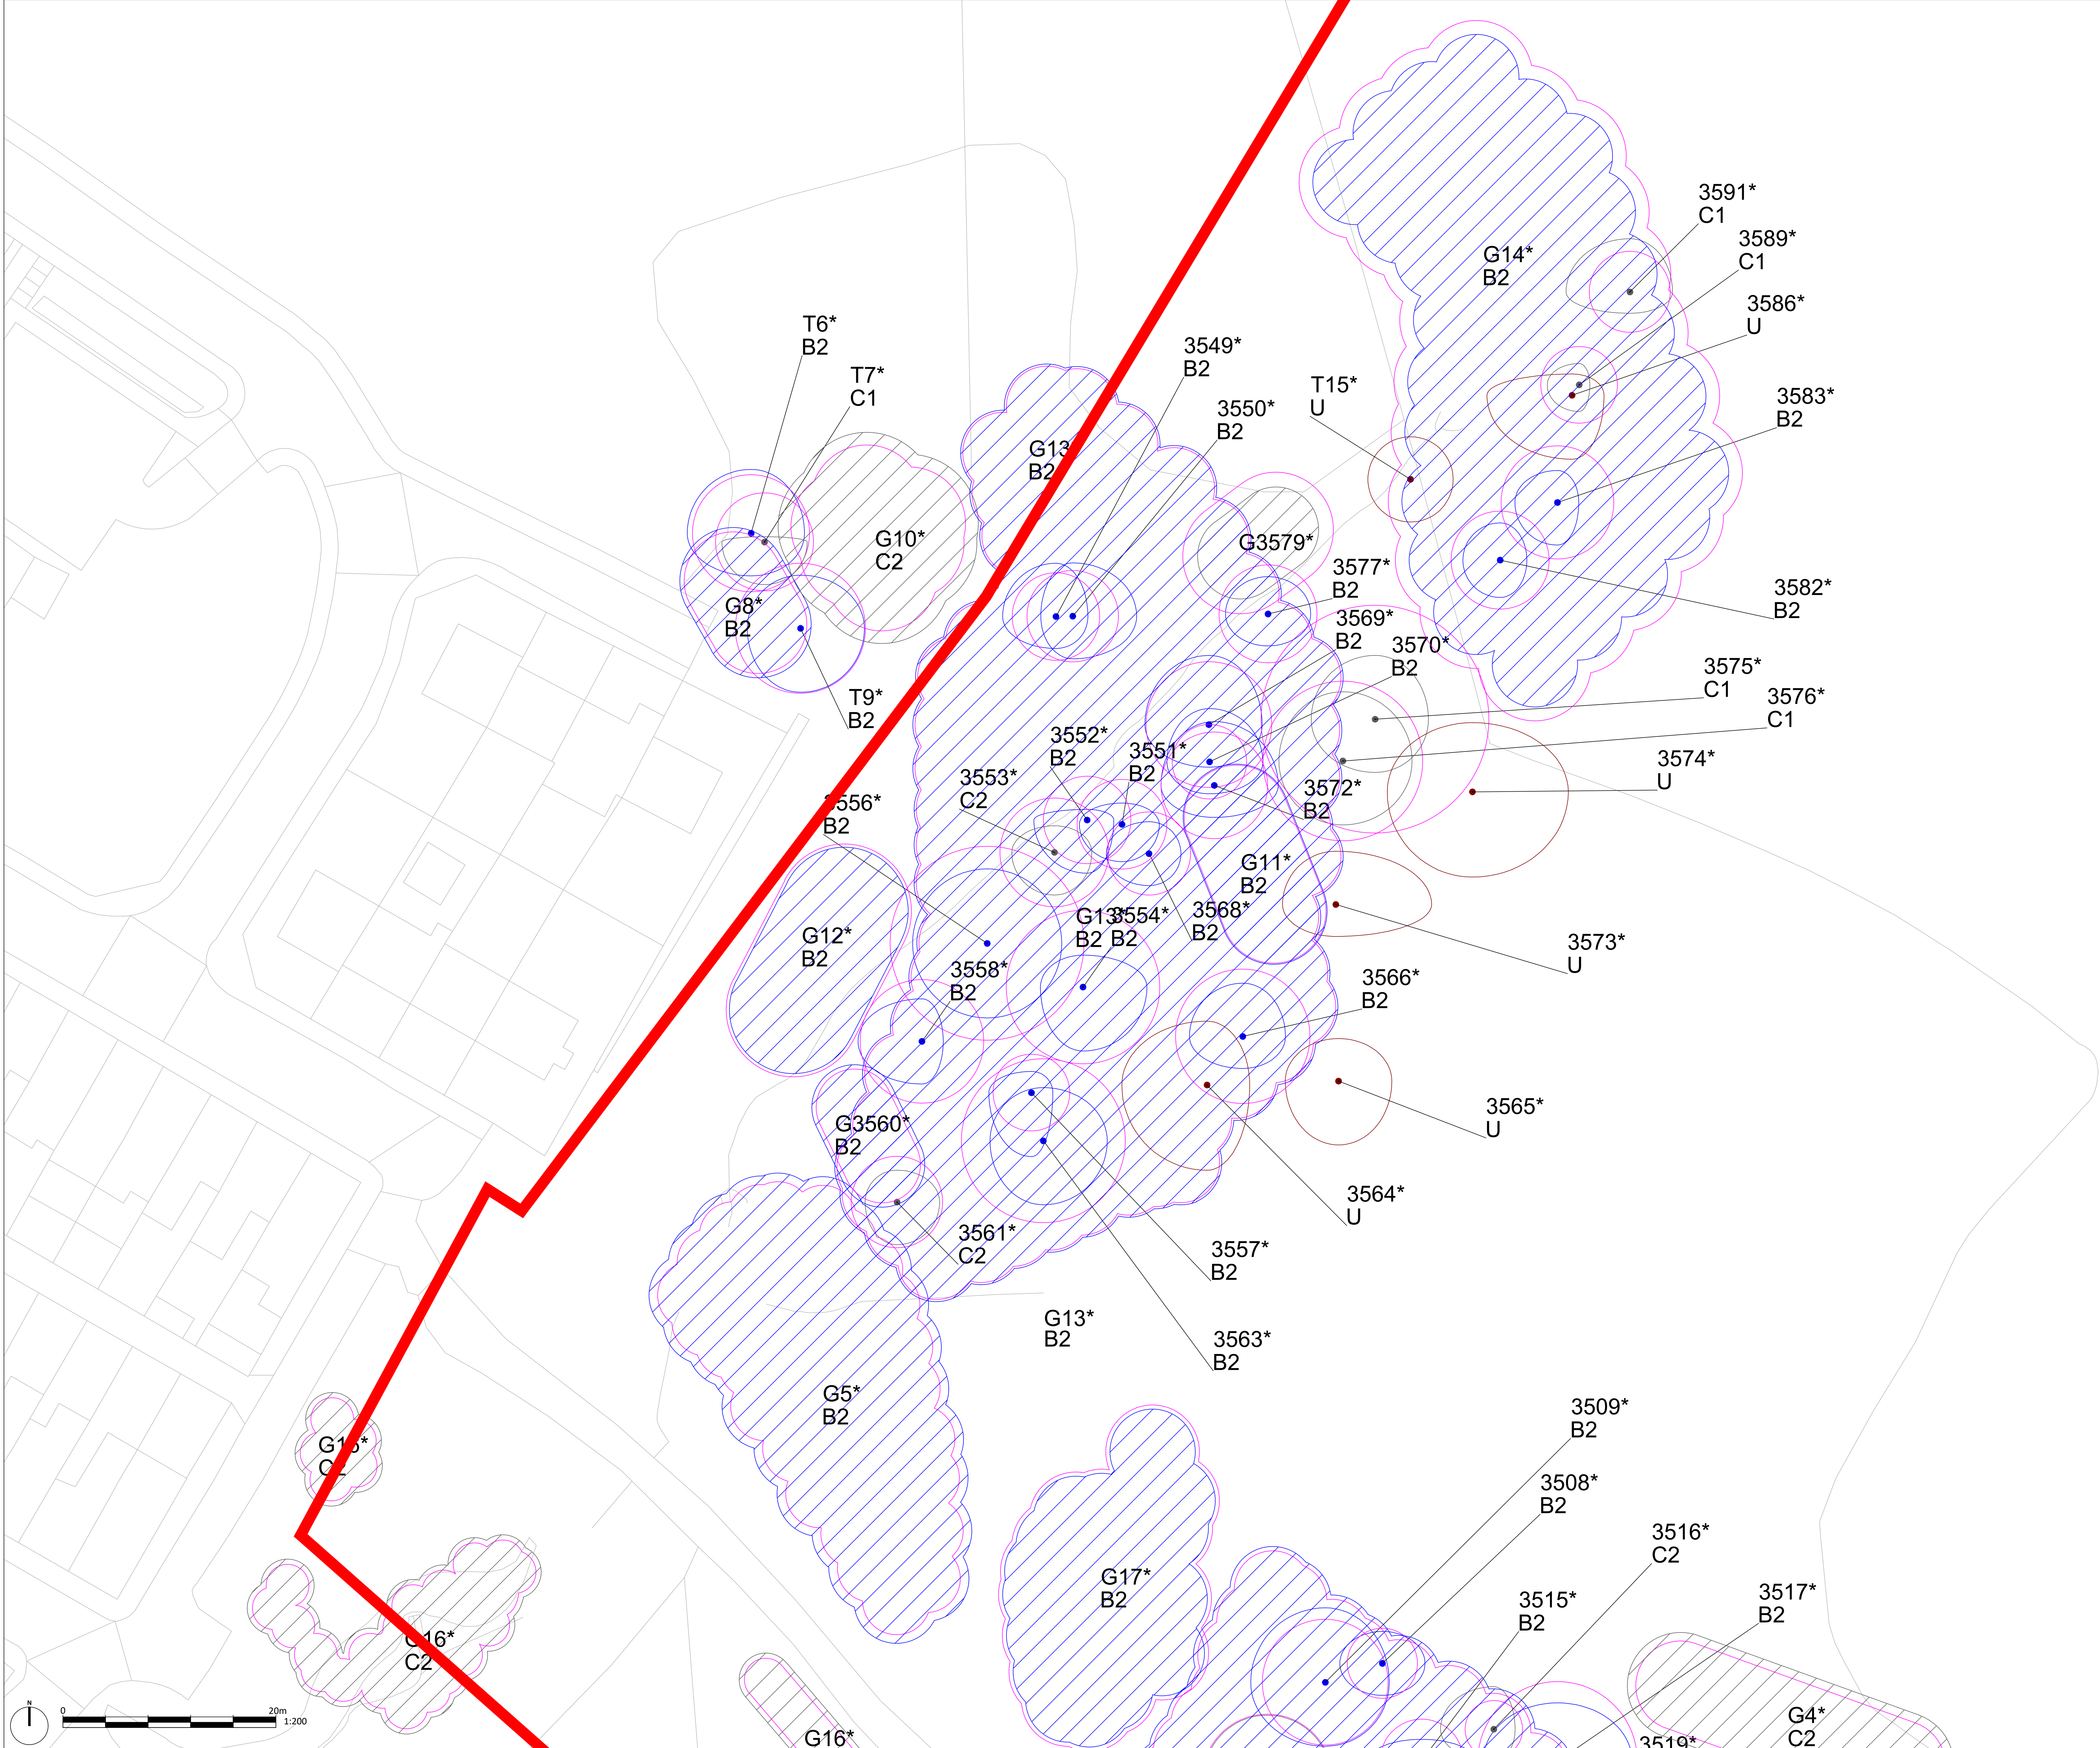 3591*
C1
3589*
C1
G14*
B2
3586*
U
T6*
B2
3549*
B2
T7*
C1
T15*
U
3583*
B2
3550*
B2
G13
B2
G10*
C2
G3579*
3577*
B2
3582*
B2
G8*
B2
3569*
B2
3570*
B2
3575*
C1
T9*
B2
3576*
C1
3552*
B2
3551*
B2
3574*
U
3553*
C2
3572*
B2
3556*
B2
G11*
B2
G13*
B2
3554*
B2
3568*
B2
G12*
B2
3573*
U
3558*
B2
3566*
B2
3565*
U
G3560*
B2
3564*
U
3561*
C2
3557*
B2
G13*
B2
3563*
B2
G5*
B2
3509*
B2
G15*
C2
3508*
B2
3516*
C2
G17*
B2
3515*
B2
3517*
B2
G16*
C2
N
0
20m
1:200
G16*
G4*
C2
3519*